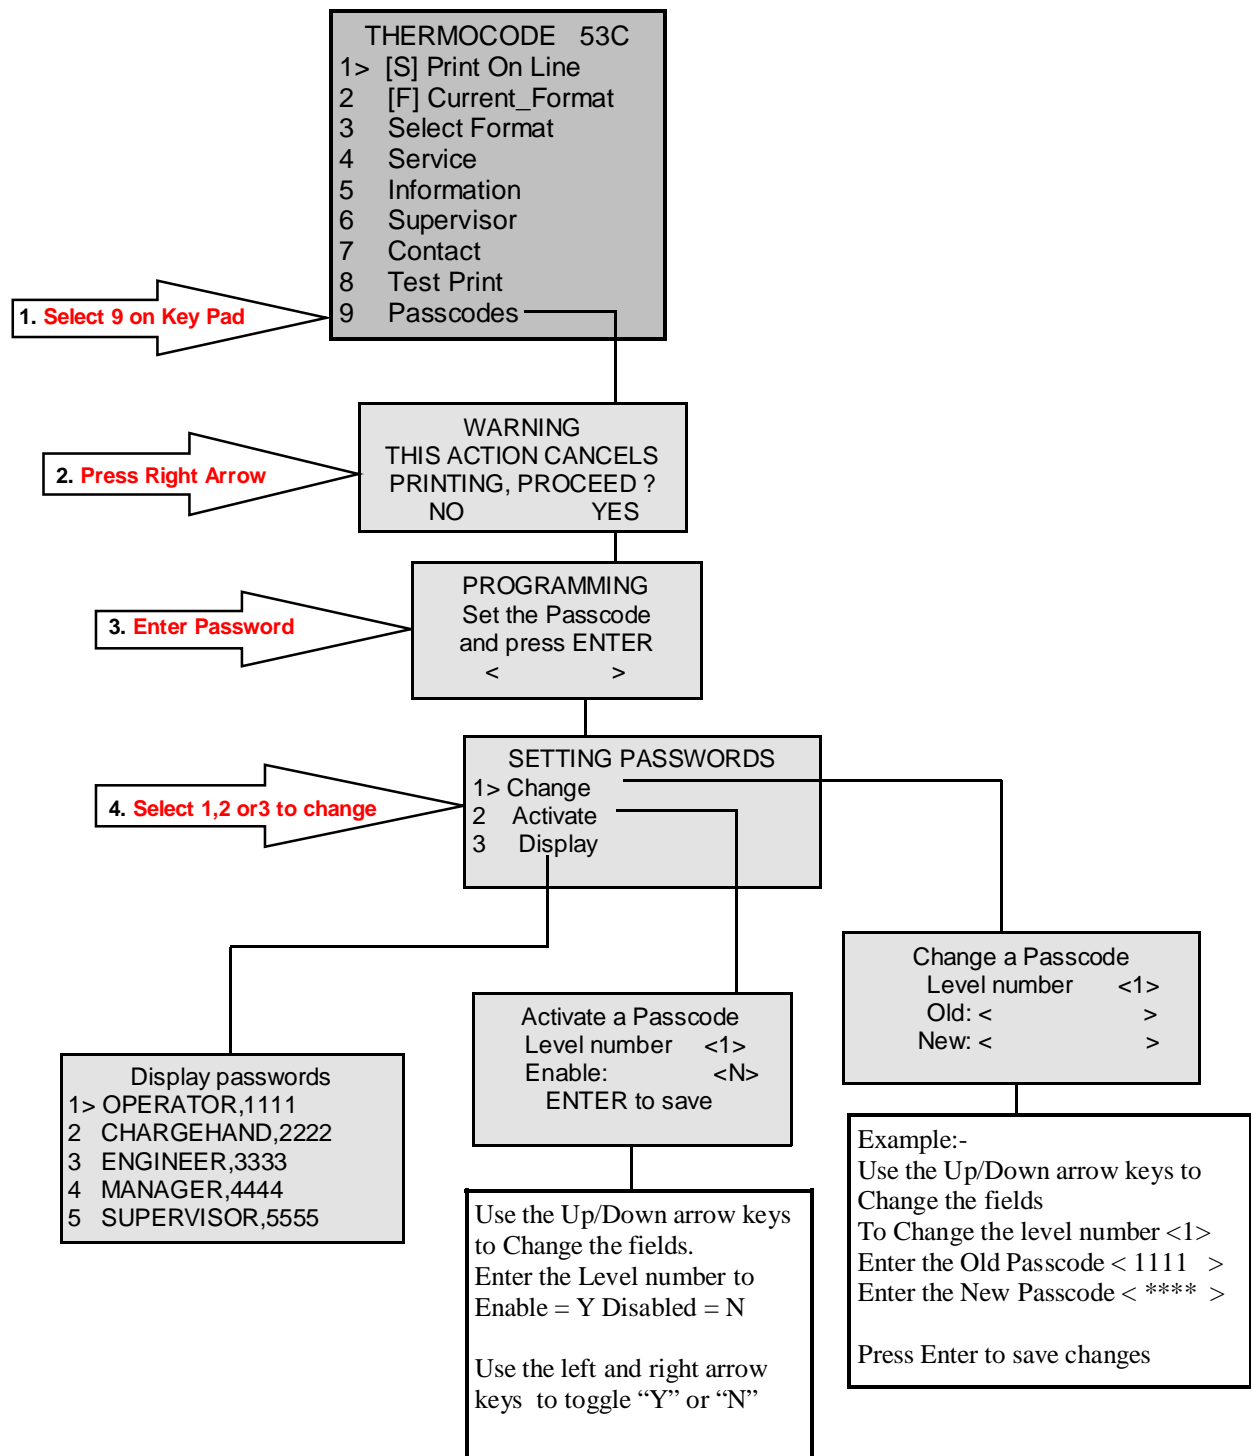 THERMOCODE 53C
1> [S] Print On Line
2 [F] Current_Format
3 Select Format
4 Service
5 Information
6 Supervisor
7 Contact
8 Test Print
9 Passcodes
1. Select 9 on Key Pad
WARNING
THIS ACTION CANCELS
PRINTING, PROCEED ?
NO YES
2. Press Right Arrow
PROGRAMMING
Set the Passcode
and press ENTER
< >
3. Enter Password
SETTING PASSWORDS
1> Change
2 Activate
3 Display
4. Select 1,2 or3 to change
Display passwords
1> OPERATOR,1111
2 CHARGEHAND,2222
3 ENGINEER,3333
4 MANAGER,4444
5 SUPERVISOR,5555
Activate a Passcode
Level number <1>
Enable: <N>
ENTER to save
Use the Up/Down arrow keys
to Change the fields.
Enter the Level number to
Enable = Y Disabled = N
Use the left and right arrow
keys to toggle “Y” or “N”
Change a Passcode
Level number <1>
Old: < >
New: < >
Example:-
Use the Up/Down arrow keys to
Change the fields
To Change the level number <1>
Enter the Old Passcode < 1111 >
Enter the New Passcode < **** >
Press Enter to save changes